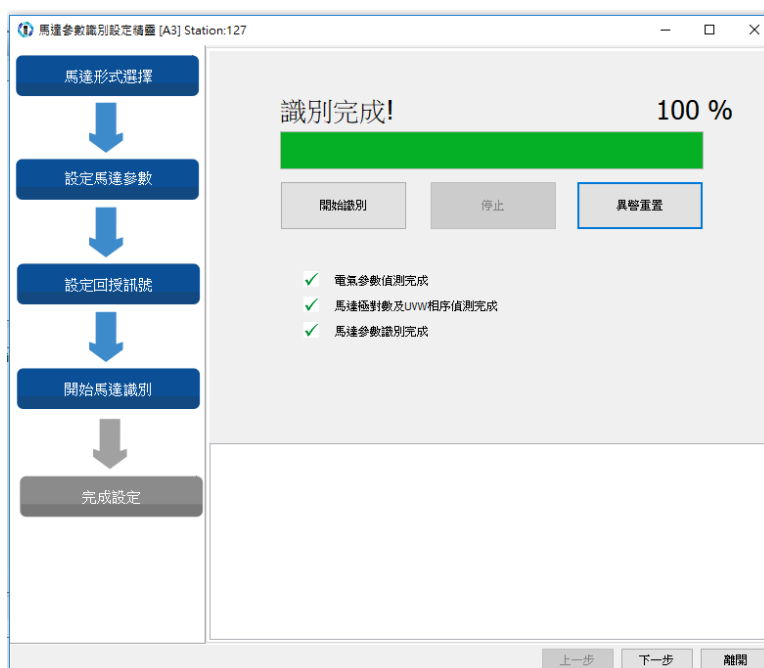 馬達參數識別設定精靈 [A3] Station:127
馬達形式選擇
設定馬達參數
設定回授訊號
開始馬達識別
完成設定
識別完成!
100 %
開始識別
停止
異警重置
電氣參數偵測完成
馬達極對數及UVW相序偵測完成
馬達參數識別完成
上一步
下一步
離開